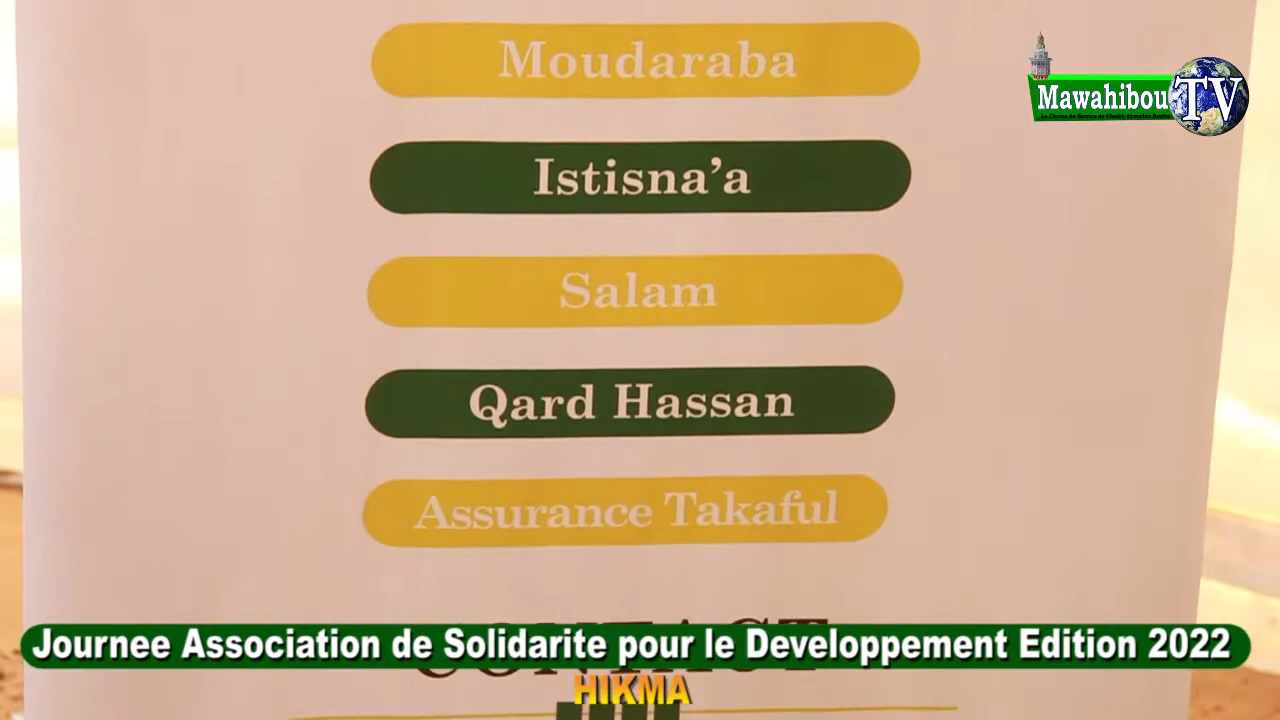 Moudaraba
Mawahibou TV
Istisna'a
Salam
Qard Hassan
Assurance Takaful
CONTACT
Journee Association de Solidarite pour le Developpement Edition 2022
HIKMA